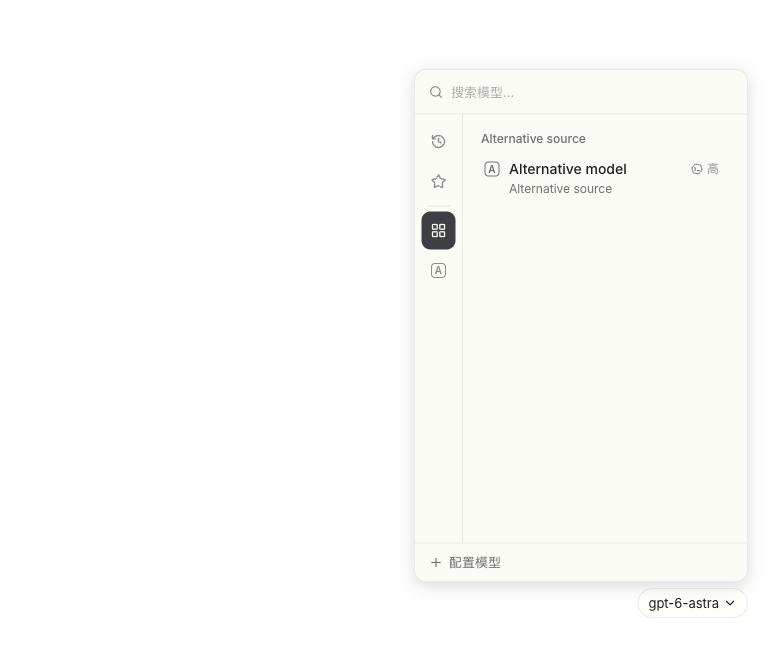 搜索模型...
Alternative source
A Alternative model 高
Alternative source
A
配置模型
gpt-6-astra